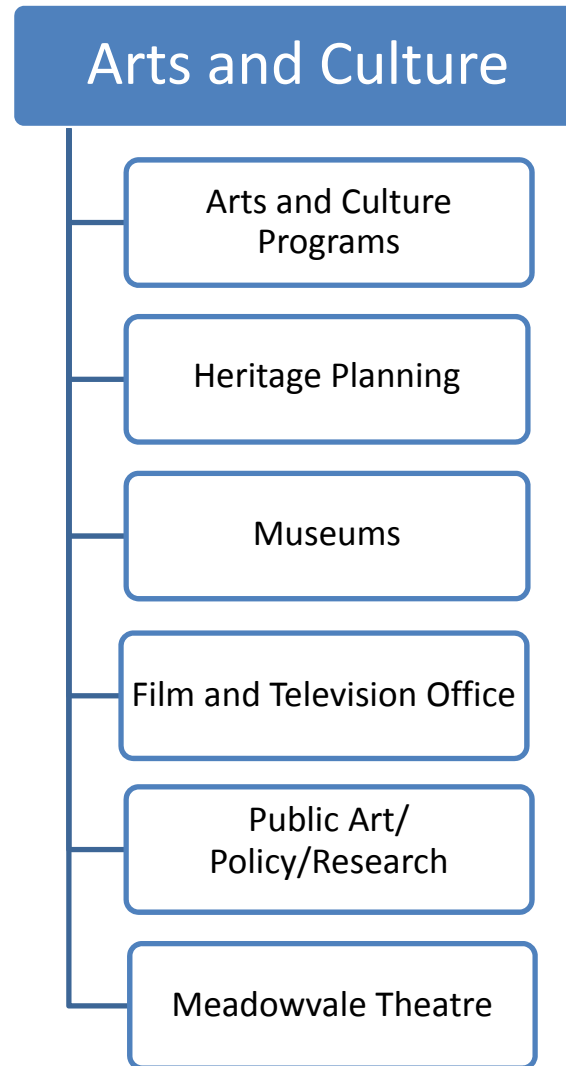 Arts and Culture
Arts and Culture
Programs
Heritage Planning
Museums
Film and Television Office
Public Art/
Policy/Research
Meadowvale Theatre